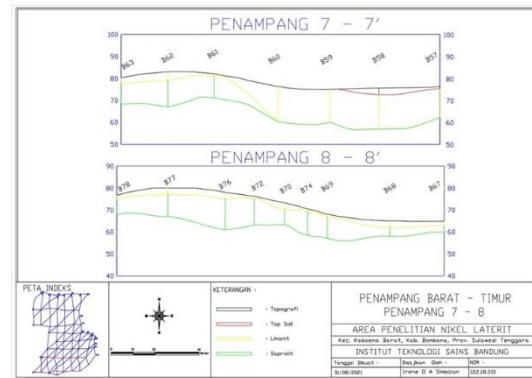 PENAMPANG 7 - 7'
100
90
80
70
60
50
100
90
80
70
60
50
B63
B62
B61
B60
B59
B58
B57
PENAMPANG 8 - 8'
90
80
70
60
50
40
90
80
70
60
50
40
B78
B77
B76
B72
B70
B74
B69
B68
B67
PETA INDEKS
KETERANGAN :
: Topografi
: Top Soil
: Limonit
: Saprolit
PENAMPANG BARAT - TIMUR
PENAMPANG 7 - 8
AREA PENELITIAN NIKEL LATERIT
Kec. Kabaena Barat, Kab. Bombana, Prov. Sulawesi Tenggara
INSTITUT TEKNOLOGI SAINS BANDUNG
Tanggal Dibuat :
Disajikan Oleh :
NIM :
31/08/2021
Irene O A Simbolon